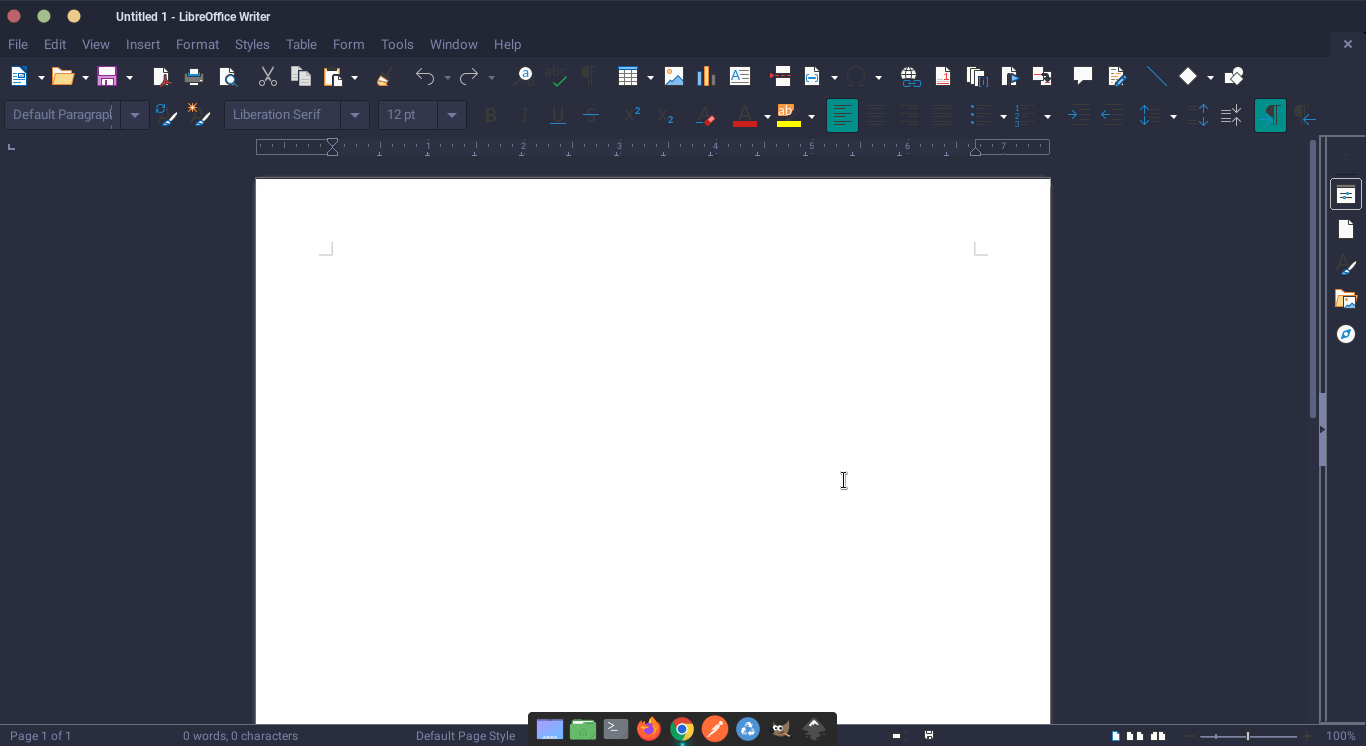 Untitled 1 - LibreOffice Writer
File Edit View Insert Format Styles Table Form Tools Window Help
Default Paragraph Liberation Serif 12 pt
1 2 3 4 5 6 7
Page 1 of 1 0 words, 0 characters Default Page Style 100%